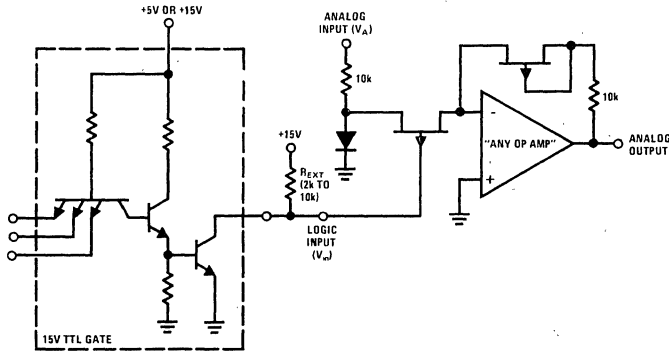 +5V OR +15V
ANALOG
INPUT (VA)
10k
10k
+15V
REXT
(2k TO
10k)
LOGIC
INPUT
(Vin)
-
"ANY OP AMP"
+
ANALOG
OUTPUT
15V TTL GATE